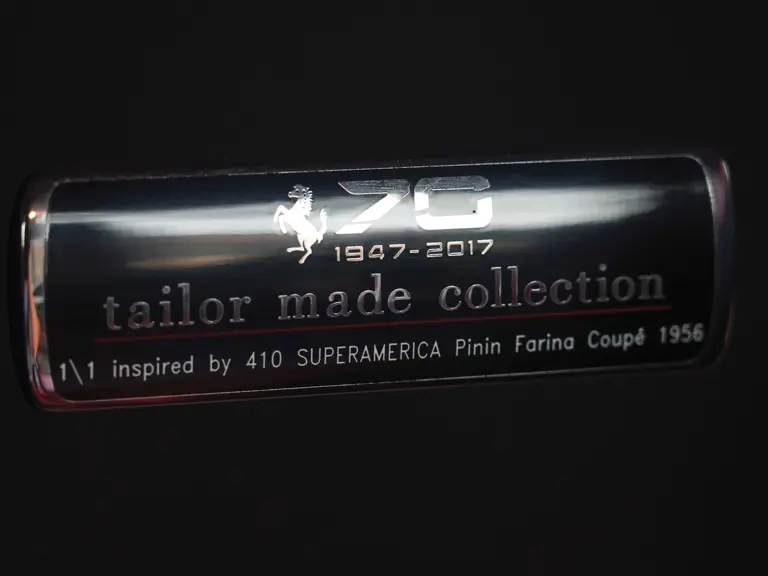 70
1947-2017
tailor made collection
1\1 inspired by 410 SUPERAMERICA Pinin Farina Coupé 1956